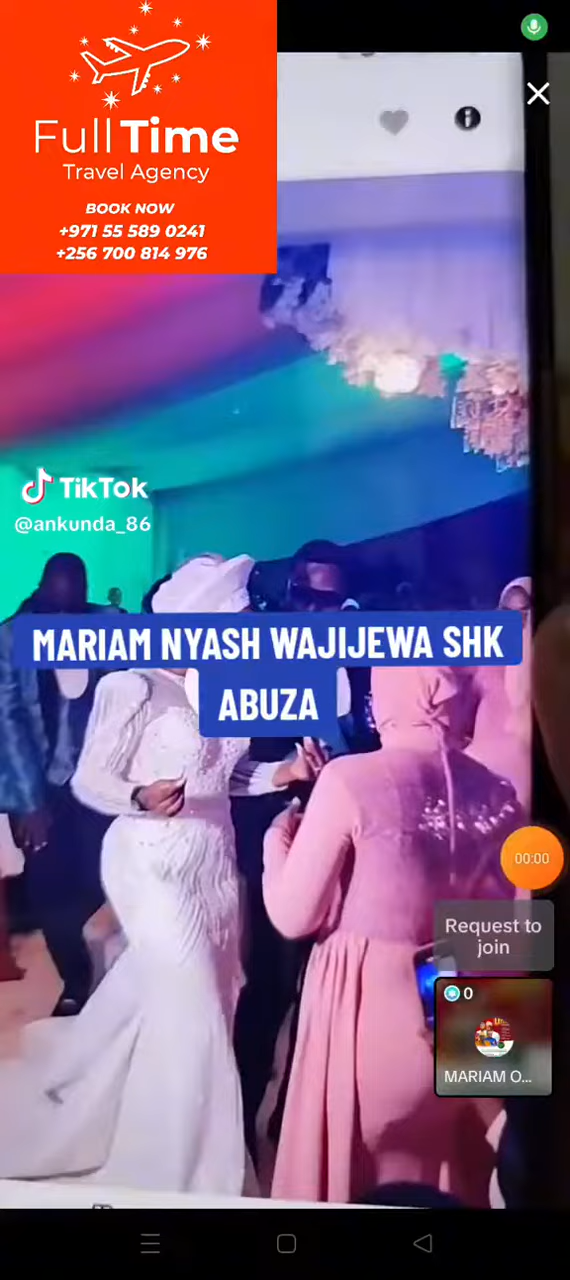 Full Time
Travel Agency
BOOK NOW
+971 55 589 0241
+256 700 814 976
TikTok
@ankunda_86
MARIAM NYASH WAJIJEWA SHK
ABUZA
00:00
Request to
join
0
MARIAM O...